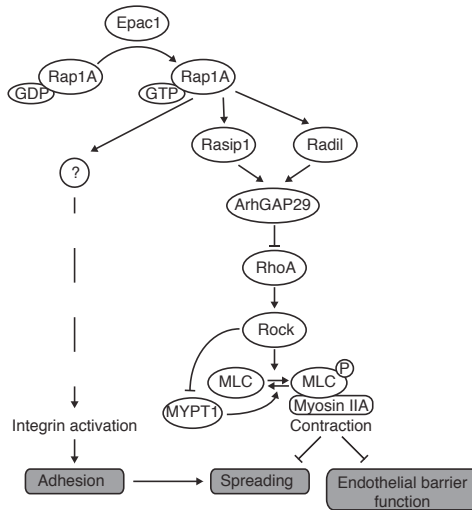 Epac1
Rap1A
GDP
Rap1A
GTP
Rasip1
Radil
?
ArhGAP29
RhoA
Rock
P
MLC
MLC
MYPT1
Myosin IIA
Integrin activation
Contraction
Adhesion
Spreading
Endothelial barrier
function